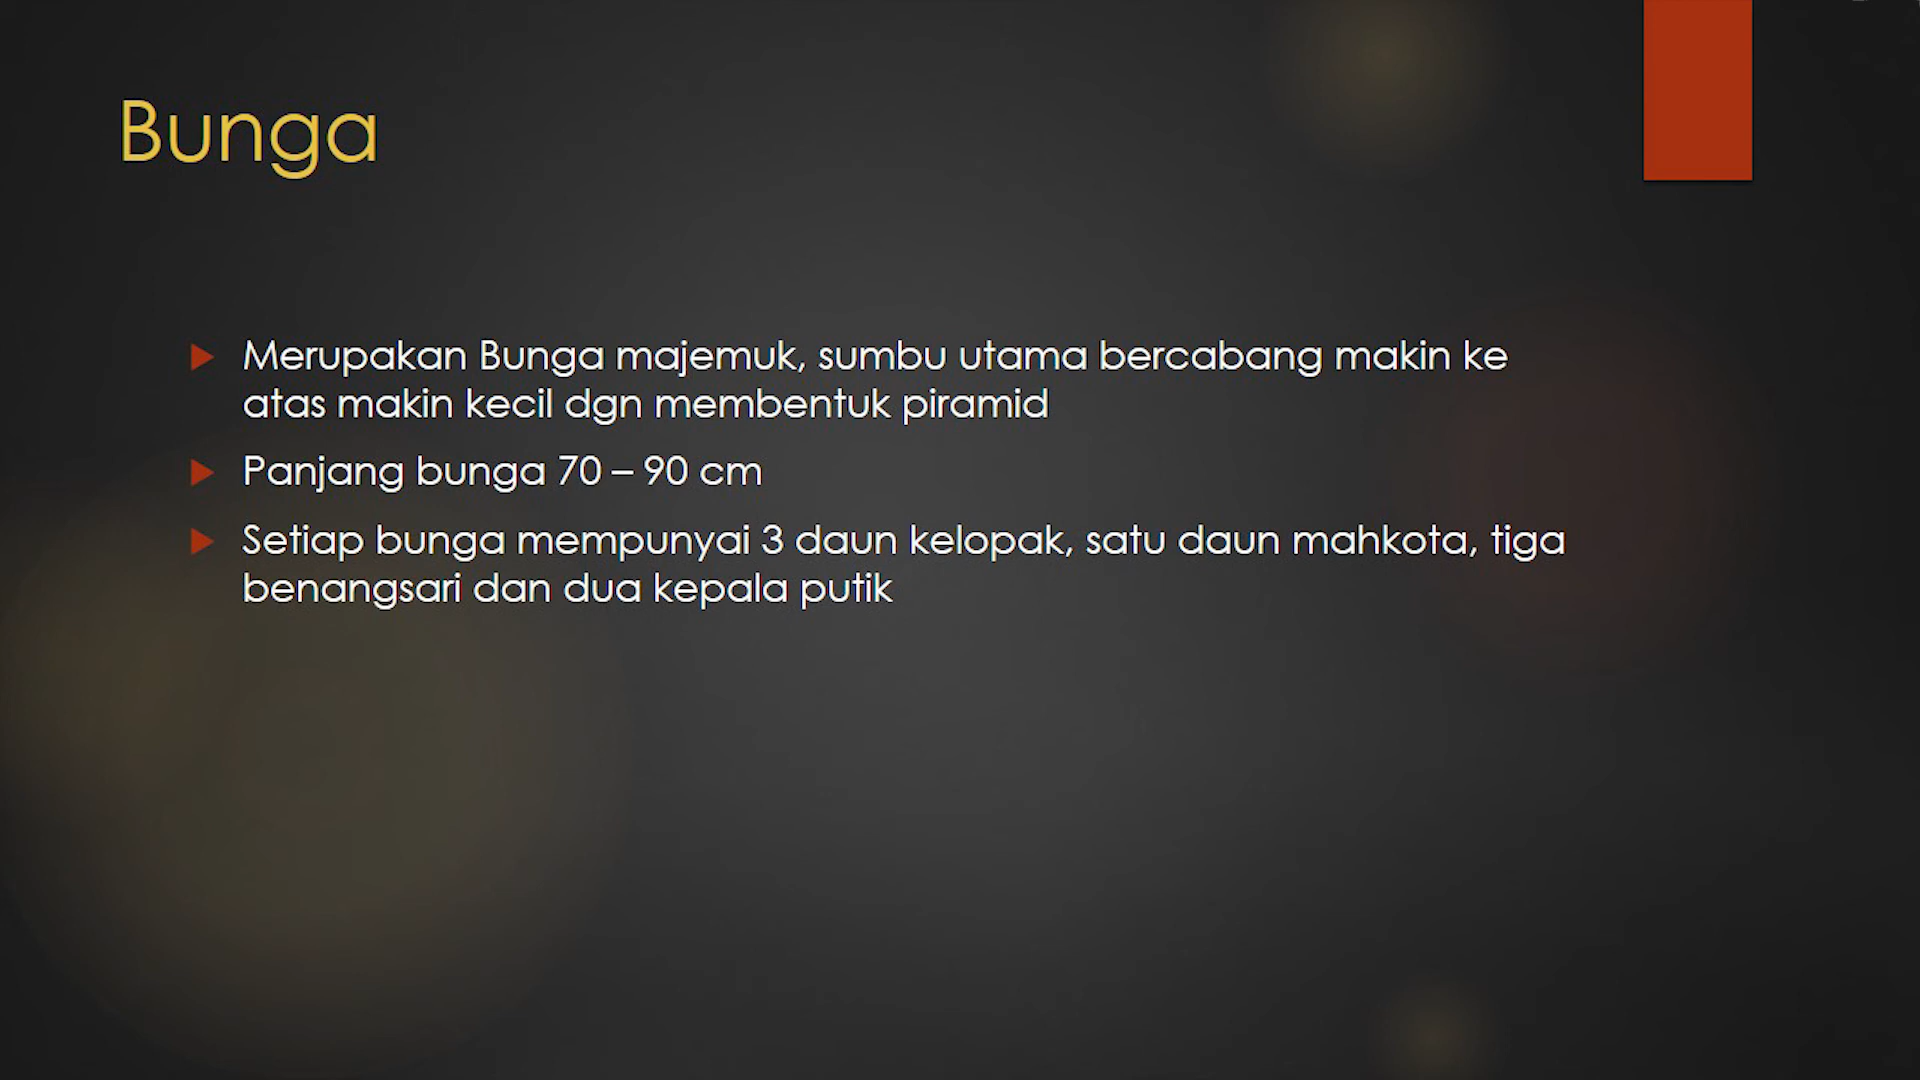 Bunga
Merupakan Bunga majemuk, sumbu utama bercabang makin ke
atas makin kecil dgn membentuk piramid
Panjang bunga 70 – 90 cm
Setiap bunga mempunyai 3 daun kelopak, satu daun mahkota, tiga
benangsari dan dua kepala putik